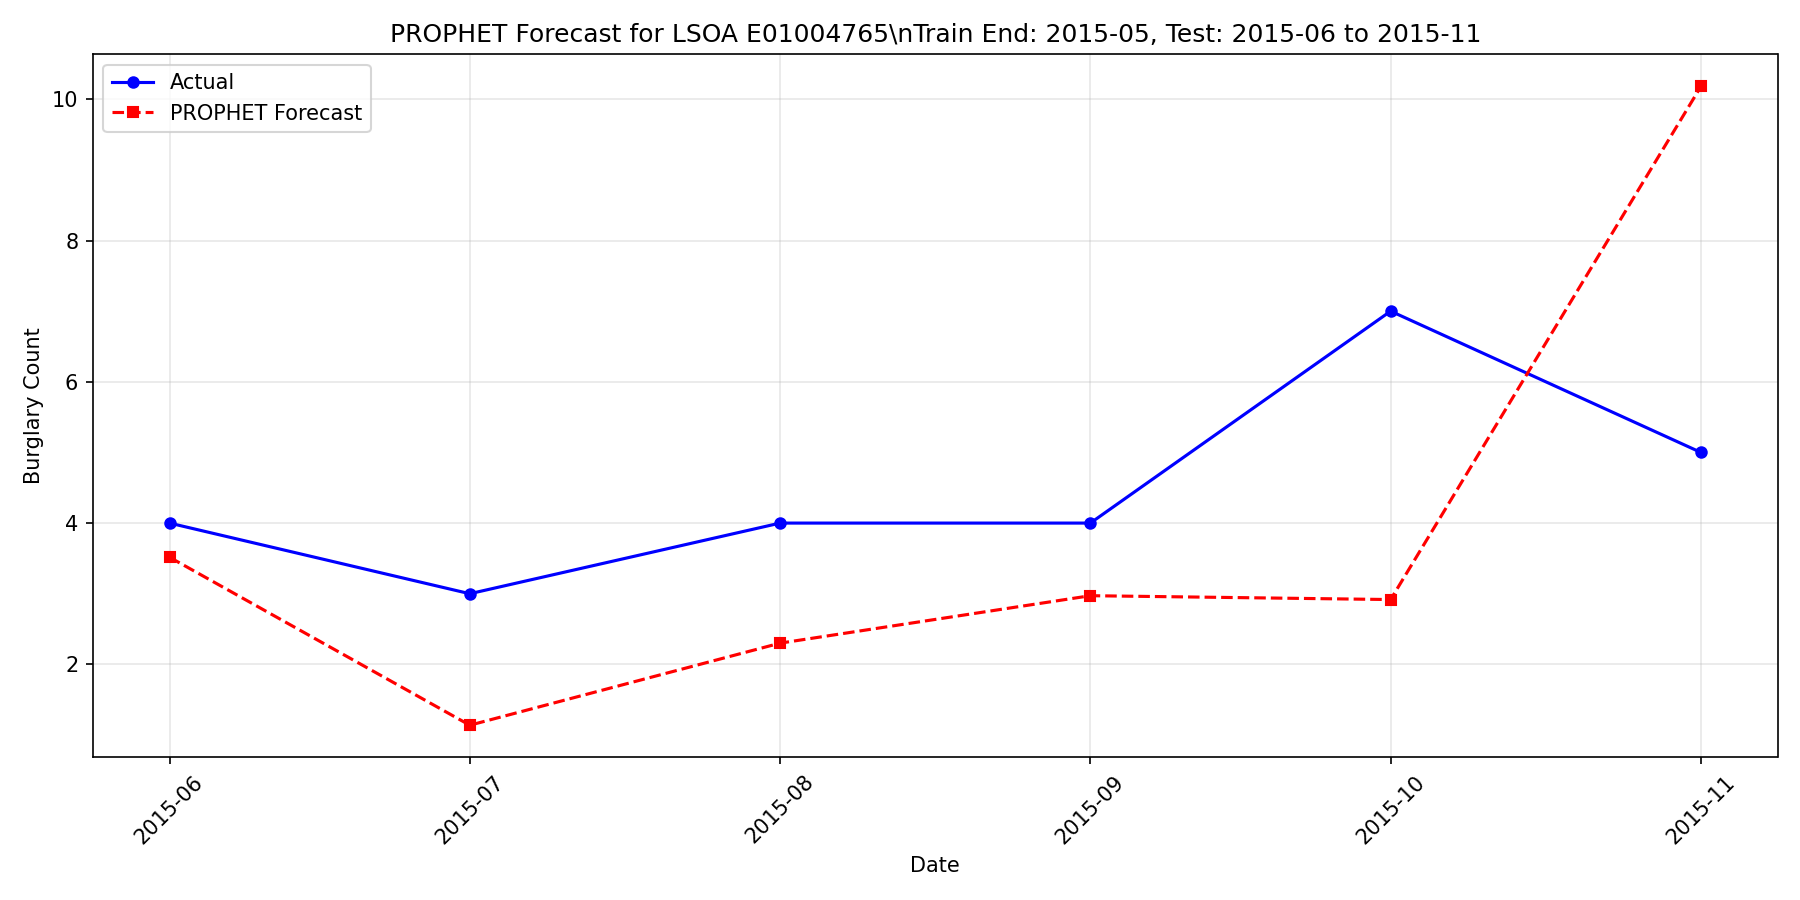 PROPHET Forecast for LSOA E01004765\nTrain End: 2015-05, Test: 2015-06 to 2015-11
Actual
PROPHET Forecast
Burglary Count
10
8
6
4
2
2015-06
2015-07
2015-08
2015-09
2015-10
2015-11
Date